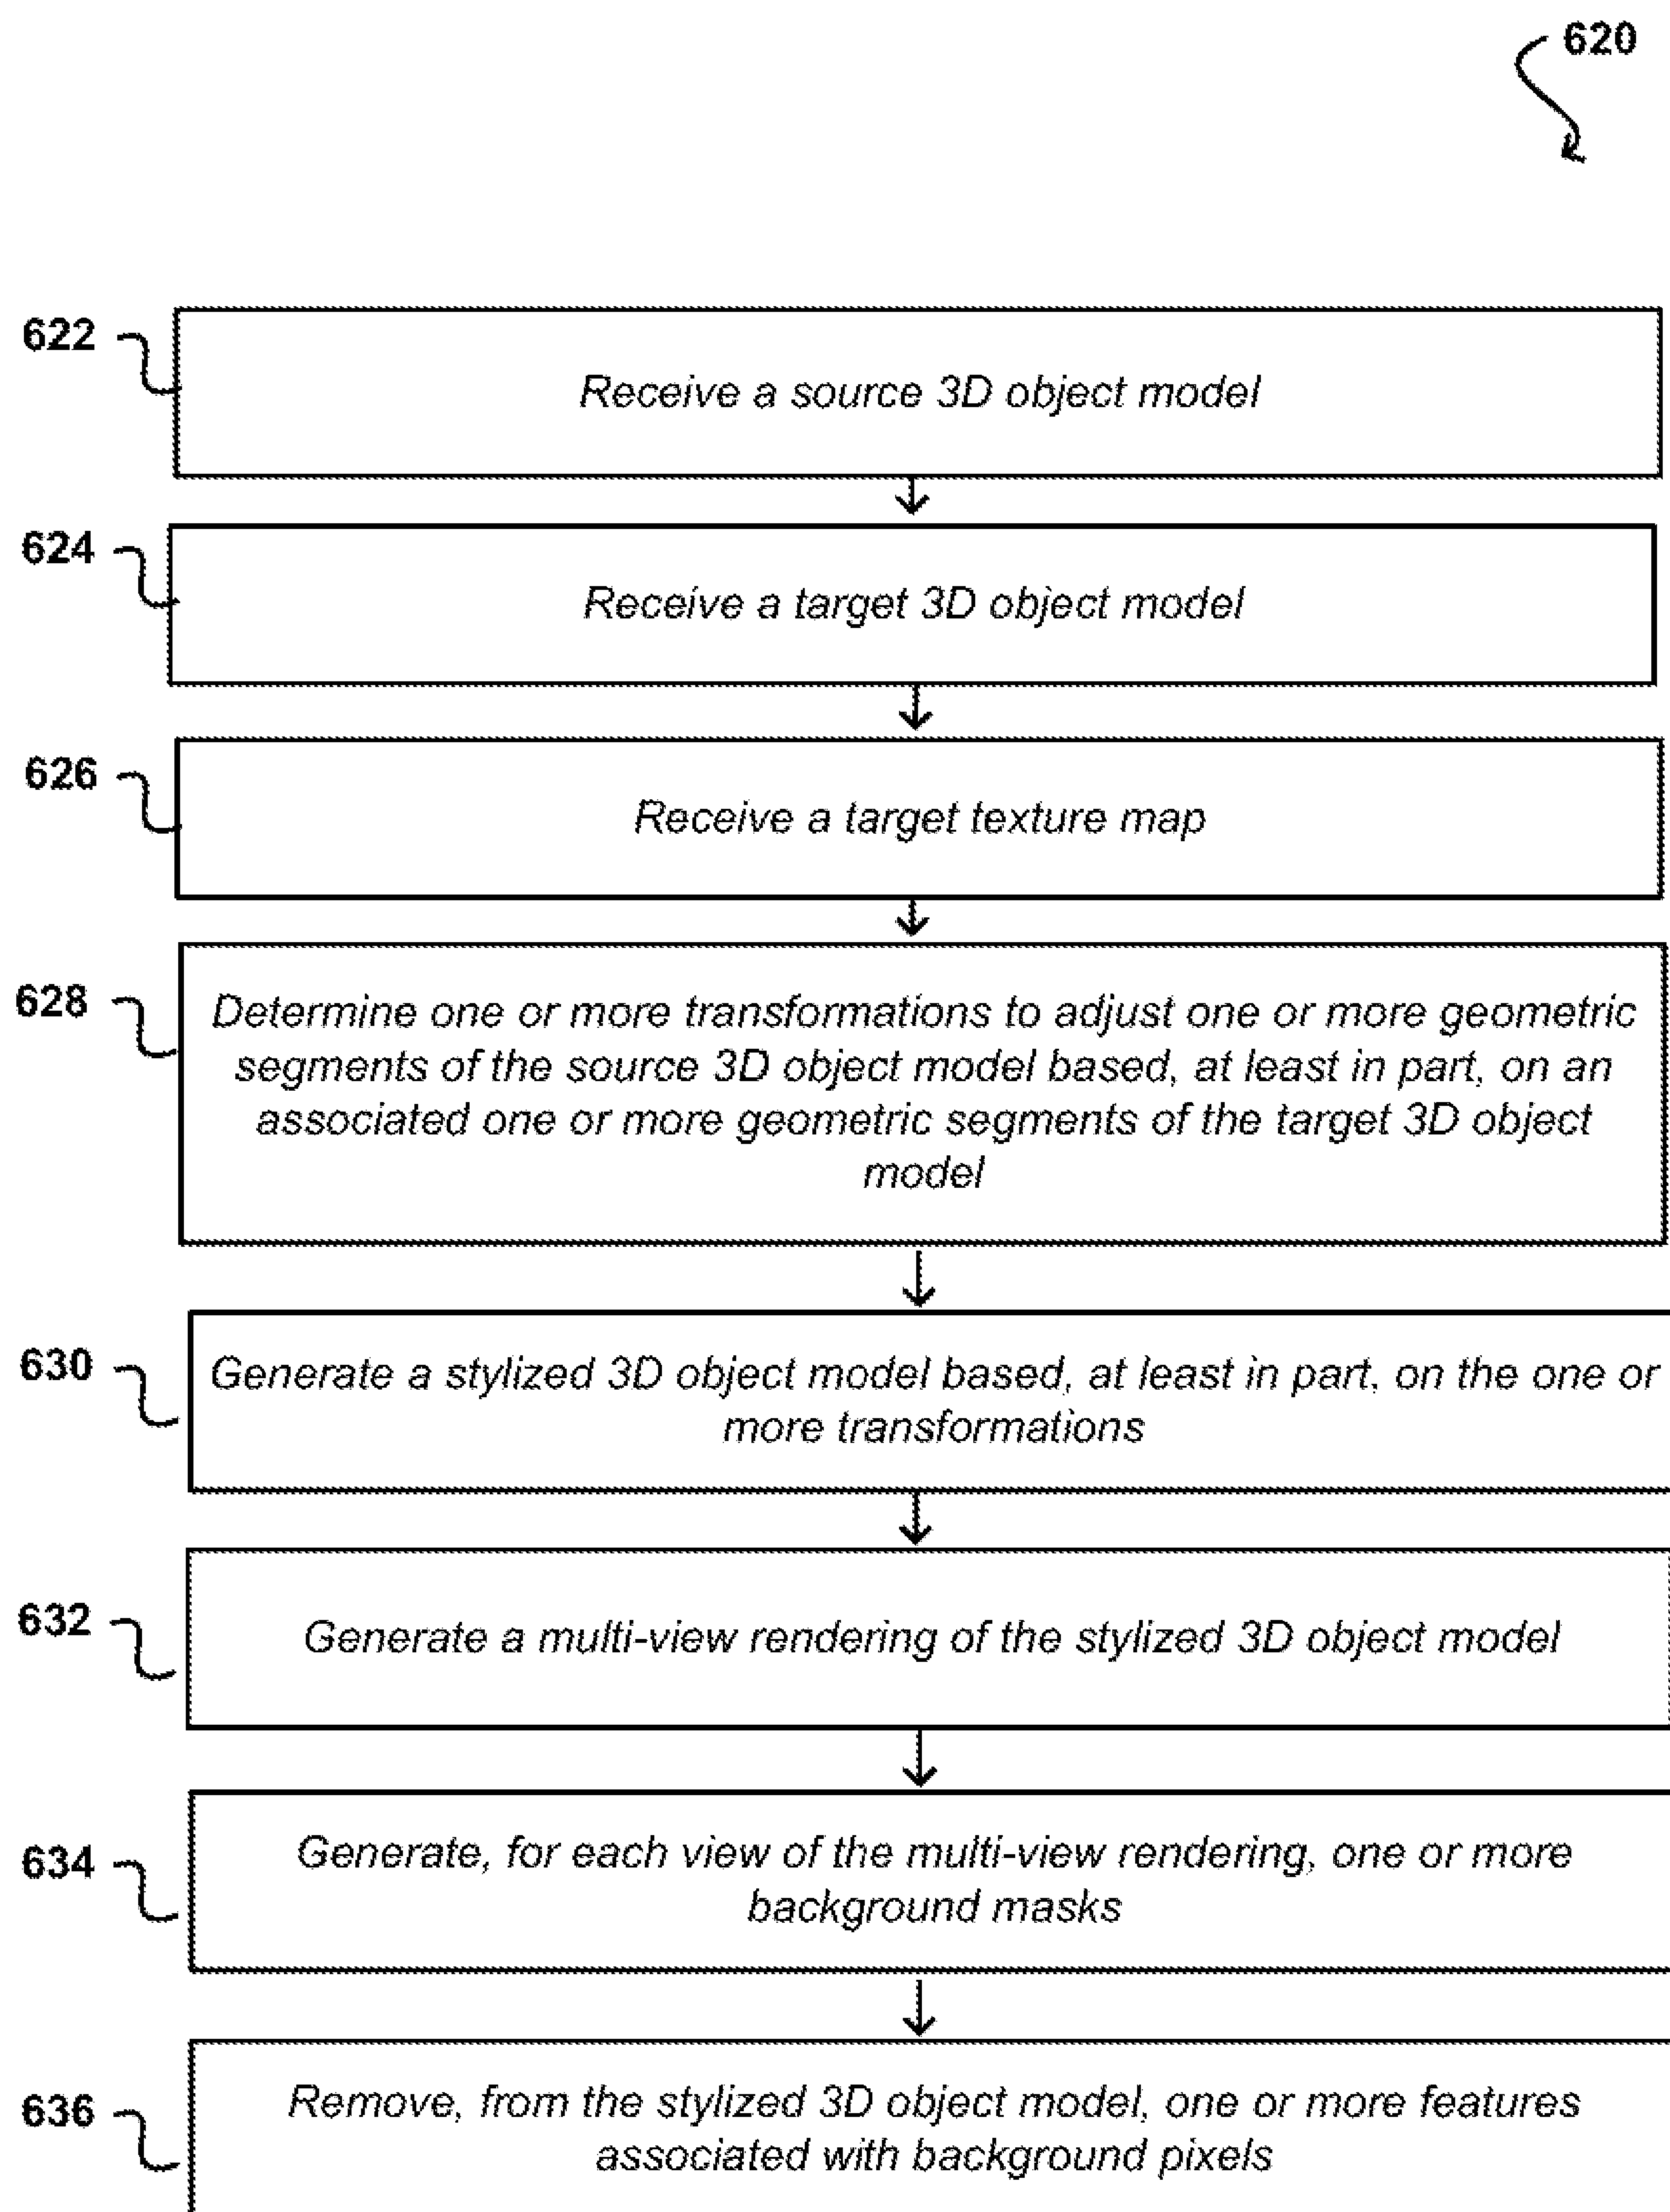 620
622
Receive a source 3D object model
624
Receive a target 3D object model
626
Receive a target texture map
628
Determine one or more transformations to adjust one or more geometric
segments of the source 3D object model based, at least in part, on an
associated one or more geometric segments of the target 3D object
model
630
Generate a stylized 3D object model based, at least in part, on the one or
more transformations
632
Generate a multi-view rendering of the stylized 3D object model
634
Generate, for each view of the multi-view rendering, one or more
background masks
636
Remove, from the stylized 3D object model, one or more features
associated with background pixels